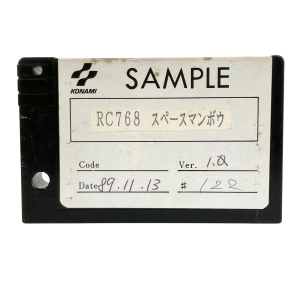 SAMPLE
KONAMI
RC768 スペースマンボウ
Code Ver. 1.2
Date 89.11.13 # 122